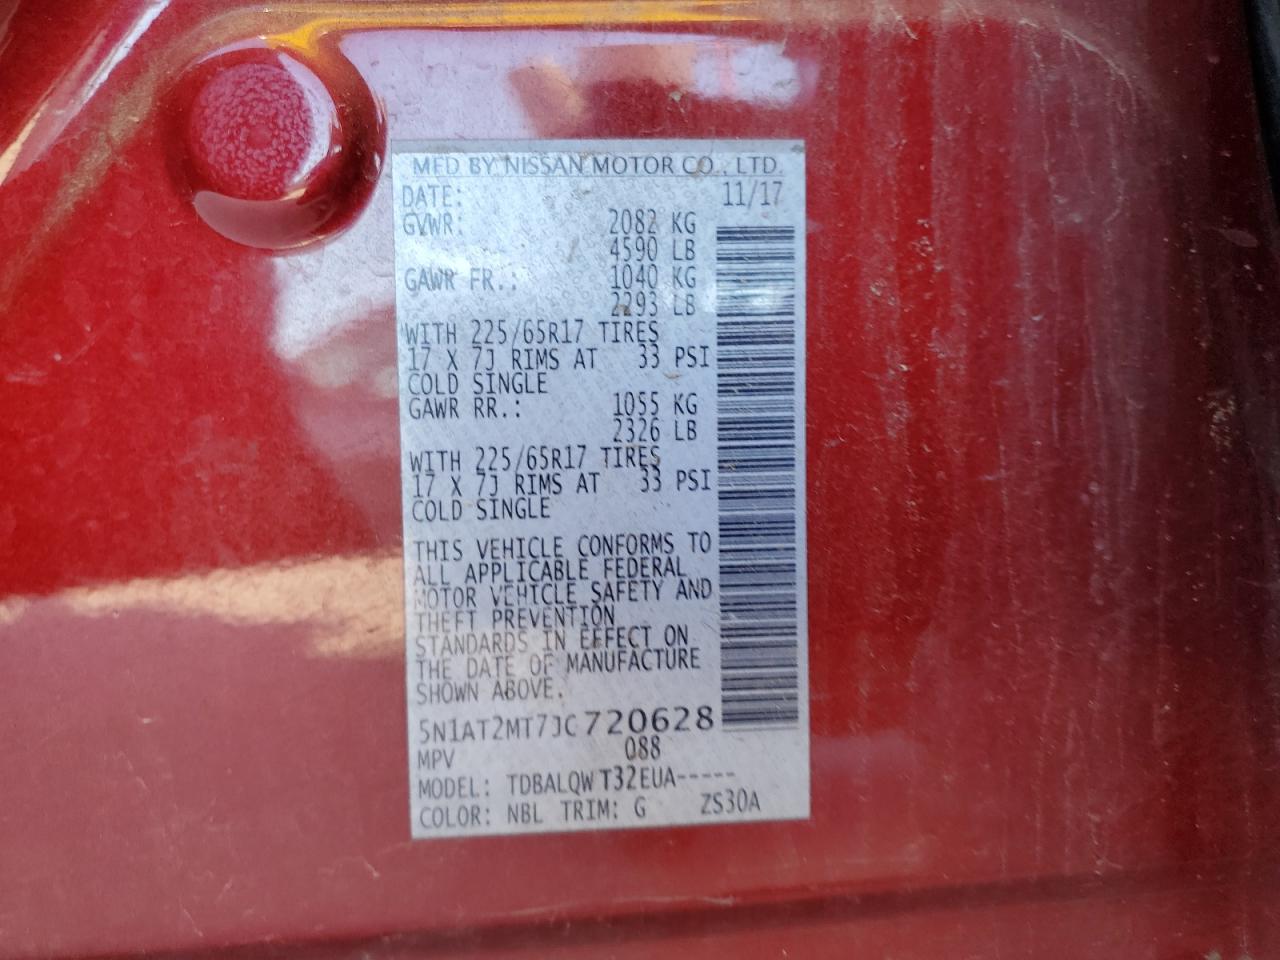 MFD BY NISSAN MOTOR CO., LTD.
DATE: 11/17
GVWR: 2082 KG
4590 LB
GAWR FR.: 1040 KG
2293 LB
WITH 225/65R17 TIRES
17 X 7J RIMS AT 33 PSI
COLD SINGLE
GAWR RR.: 1055 KG
2326 LB
WITH 225/65R17 TIRES
17 X 7J RIMS AT 33 PSI
COLD SINGLE
THIS VEHICLE CONFORMS TO
ALL APPLICABLE FEDERAL
MOTOR VEHICLE SAFETY AND
THEFT PREVENTION
STANDARDS IN EFFECT ON
THE DATE OF MANUFACTURE
SHOWN ABOVE.
5N1AT2MT7JC720628
MPV 088
MODEL: TDBALQWT32EUA-----
COLOR: NBL TRIM: G ZS30A